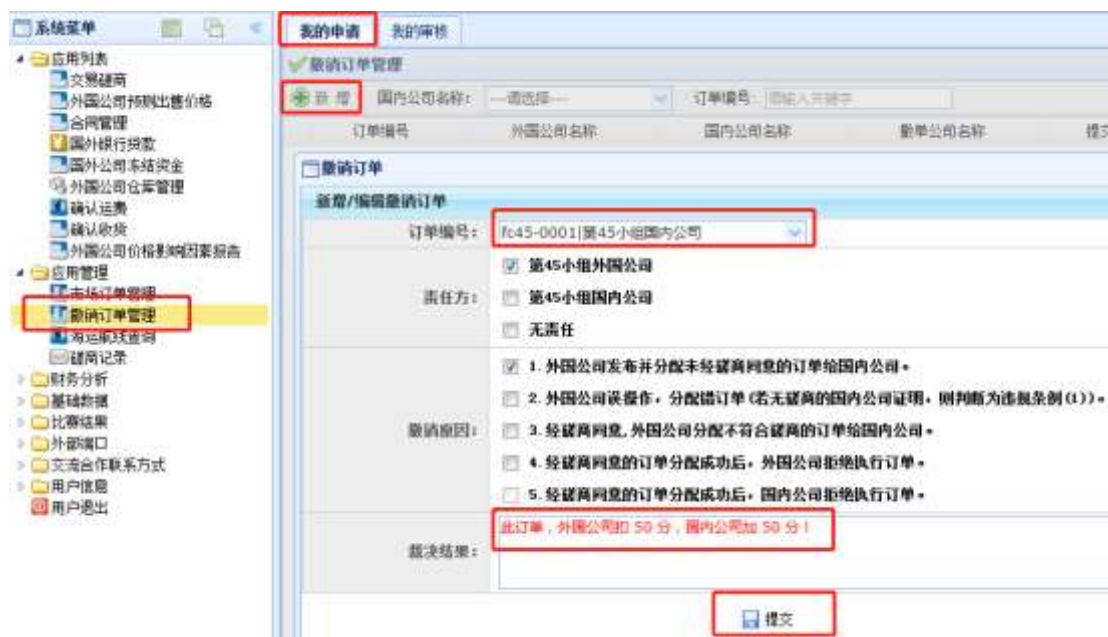 系统菜单
应用列表
交易磋商
外国公司预测出售价格
合同管理
国外银行贷款
国外公司冻结资金
外国公司仓库管理
确认运费
确认收货
外国公司价格影响因素报告
应用管理
市场订单管理
撤销订单管理
海运航线查询
磋商记录
财务分析
基础数据
比赛结果
外部端口
交流合作联系方式
用户信息
用户退出
我的申请 我的审核
撤销订单管理
新 增 国内公司名称： ---请选择--- 订单编号： 请输入关键字
订单编号 外国公司名称 国内公司名称 撤单公司名称 提交
撤销订单
新增/编辑撤销订单
订单编号： fc45-0001|第45小组国内公司
责任方：
第45小组外国公司
第45小组国内公司
无责任
撤销原因：
1. 外国公司发布并分配未经磋商同意的订单给国内公司。
2. 外国公司误操作，分配错订单(若无磋商的国内公司证明，则判断为违规条例(1))。
3. 经磋商同意,外国公司分配不符合磋商的订单给国内公司。
4. 经磋商同意的订单分配成功后，外国公司拒绝执行订单。
5. 经磋商同意的订单分配成功后，国内公司拒绝执行订单。
裁决结果：
此订单，外国公司扣 50 分，国内公司加 50 分！
提交